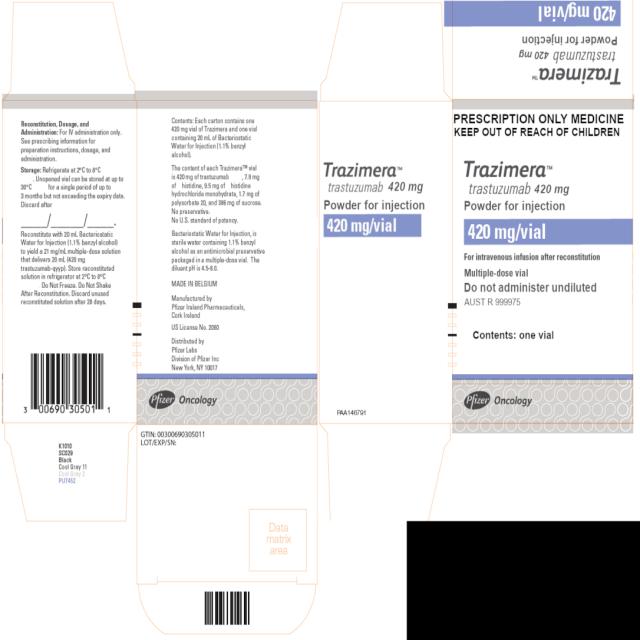 420 mg/vial
Powder for injection
trastuzumab 420 mg
Trazimera™
Reconstitution, Dosage, and
Administration: For IV administration only.
See prescribing information for
preparation instructions, dosage, and
administration.
Storage: Refrigerate at 2°C to 8°C
. Unopened vial can be stored at up to
30°C for a single period of up to
3 months but not exceeding the expiry date.
Discard after
______/______/______.
Reconstitute with 20 mL Bacteriostatic
Water for Injection (1.1% benzyl alcohol)
to yield a 21 mg/mL multiple-dose solution
that delivers 20 mL (420 mg
trastuzumab-qyyp). Store reconstituted
solution in refrigerator at 2°C to 8°C
Do Not Freeze. Do Not Shake
After Reconstitution. Discard unused
reconstituted solution after 28 days.
3 00690 30501 1
K1010
SC029
Black
Cool Gray 11
Cool Gray 2
PU7452
Contents: Each carton contains one
420 mg vial of Trazimera and one vial
containing 20 mL of Bacteriostatic
Water for Injection (1.1% benzyl
alcohol).
The content of each Trazimera™ vial
is 420 mg of trastuzumab , 7.9 mg
of histidine, 9.5 mg of histidine
hydrochloride monohydrate, 1.7 mg of
polysorbate 20, and 386 mg of sucrose.
No preservative.
No U.S. standard of potency.
Bacteriostatic Water for Injection, is
sterile water containing 1.1% benzyl
alcohol as an antimicrobial preservative
packaged in a multiple-dose vial. The
diluent pH is 4.5-6.0.
MADE IN BELGIUM
Manufactured by
Pfizer Ireland Pharmaceuticals,
Cork Ireland
US License No. 2060
Distributed by
Pfizer Labs
Division of Pfizer Inc
New York, NY 10017
Pfizer Oncology
GTIN: 00300690305011
LOT/EXP/SN:
Data
matrix
area
Trazimera™
trastuzumab 420 mg
Powder for injection
420 mg/vial
PAA146791
PRESCRIPTION ONLY MEDICINE
KEEP OUT OF REACH OF CHILDREN
Trazimera™
trastuzumab 420 mg
Powder for injection
420 mg/vial
For intravenous infusion after reconstitution
Multiple-dose vial
Do not administer undiluted
AUST R 999975
Contents: one vial
Pfizer Oncology